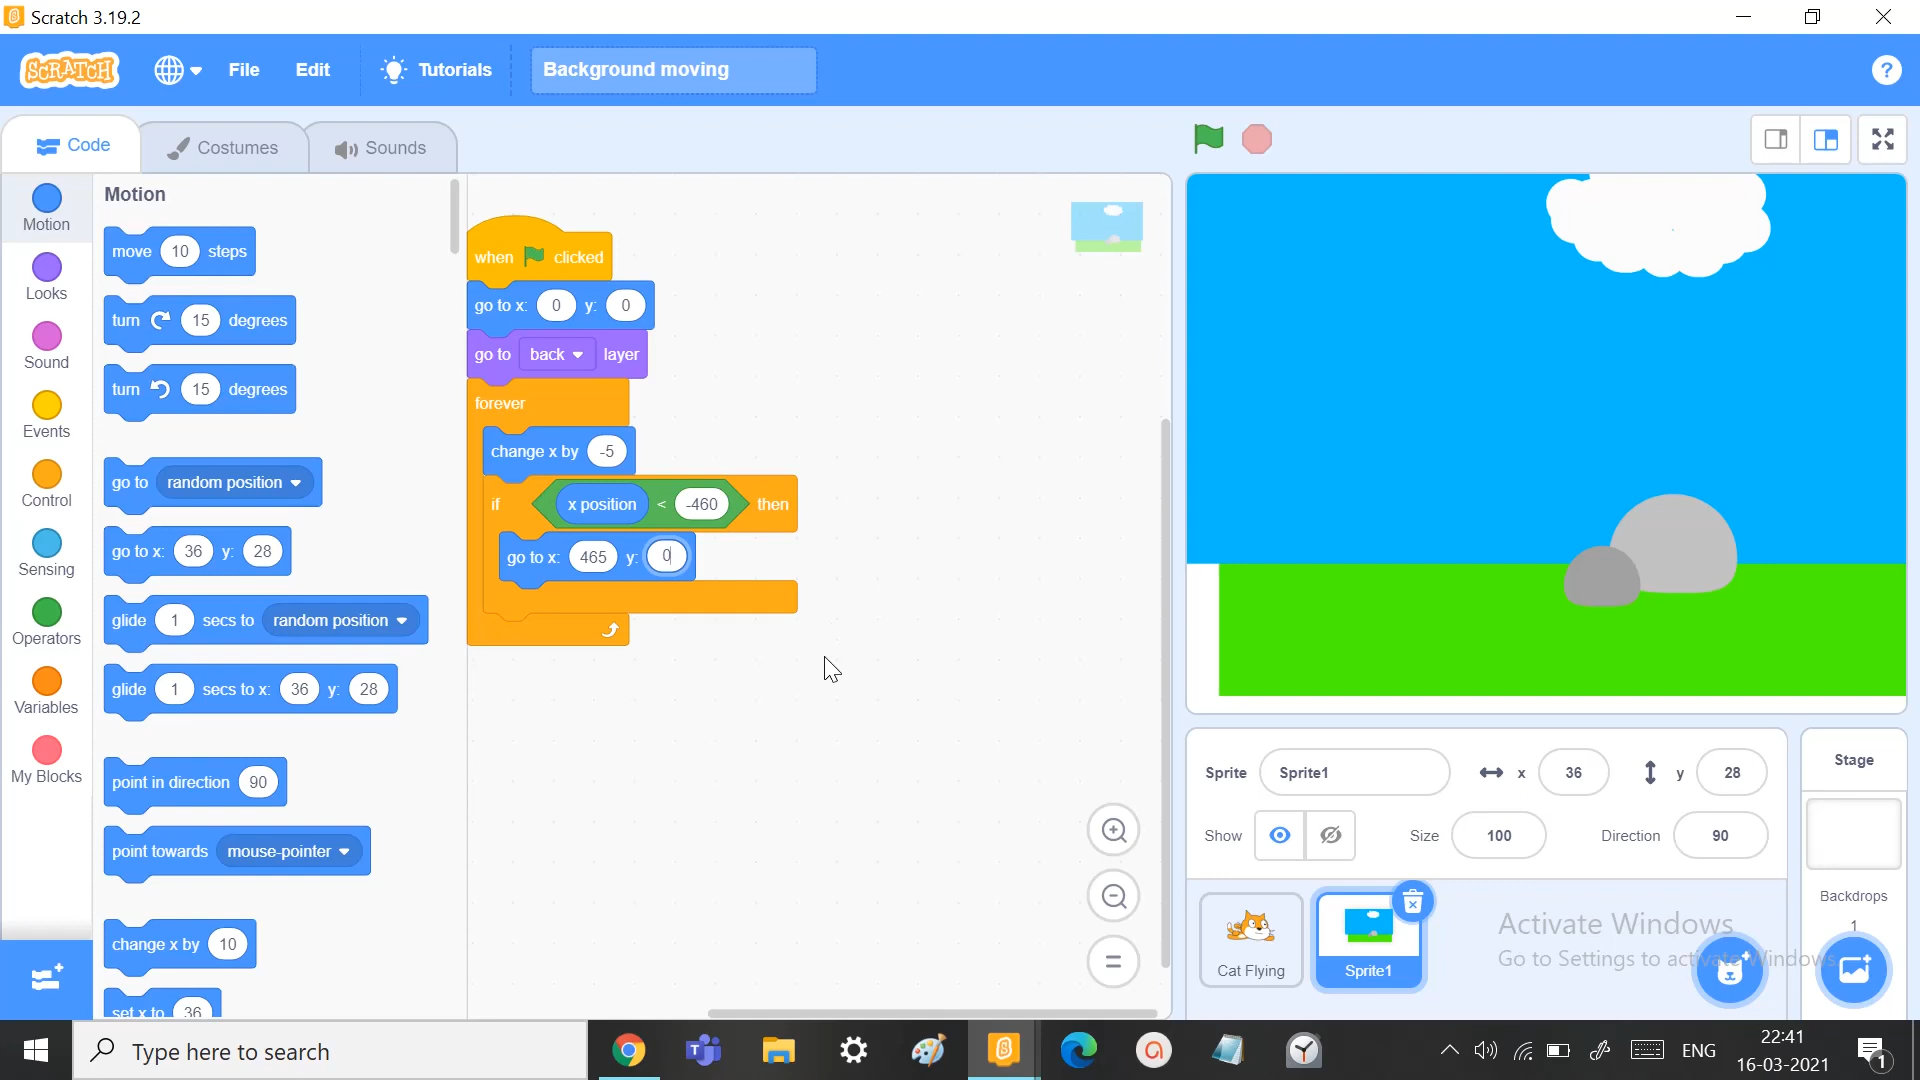 Scratch 3.19.2
SCRATCH File Edit Tutorials Background moving ?
Code Costumes Sounds
Motion
Looks
Sound
Events
Control
Sensing
Operators
Variables
My Blocks
Motion
move 10 steps
turn 15 degrees
turn 15 degrees
go to random position
go to x: 36 y: 28
glide 1 secs to random position
glide 1 secs to x: 36 y: 28
point in direction 90
point towards mouse-pointer
change x by 10
set x to 36
when clicked
go to x: 0 y: 0
go to back layer
forever
change x by -5
if x position < -460 then
go to x: 465 y: 0
Sprite Sprite1 x 36 y 28
Show Size 100 Direction 90
Cat Flying
Sprite1
Stage
Backdrops
1
Activate Windows
Go to Settings to activate Windows.
Type here to search
ENG
22:41
16-03-2021
1